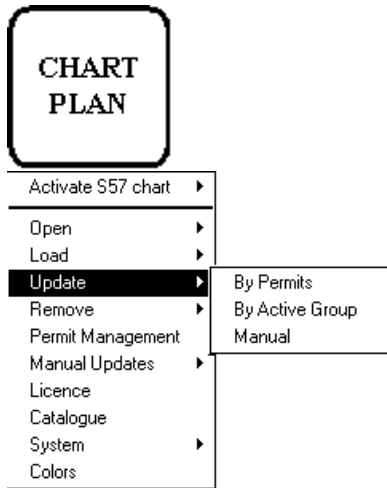 CHART
PLAN
Activate S57 chart
Open
Load
Update
Remove
Permit Management
Manual Updates
Licence
Catalogue
System
Colors
By Permits
By Active Group
Manual